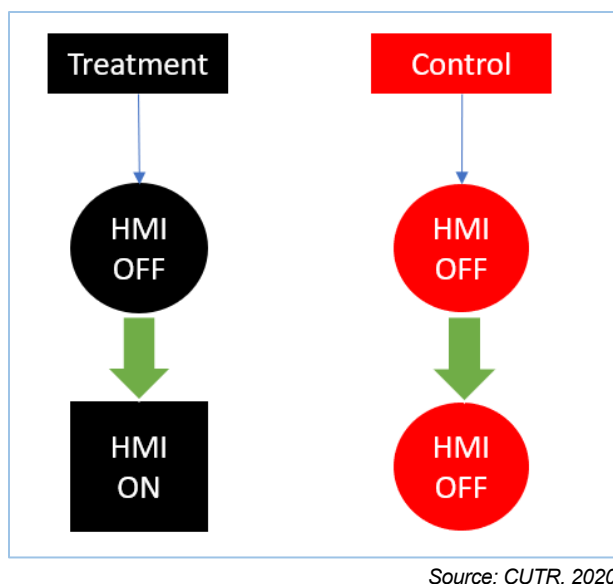 Treatment
Control
HMI
OFF
HMI
OFF
HMI
ON
HMI
OFF
Source: CUTR, 2020